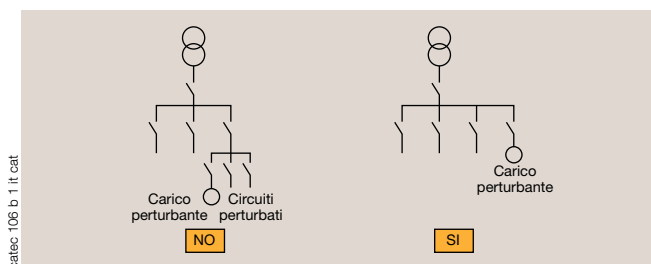 Carico
perturbante
Circuiti
perturbati
NO
Carico
perturbante
SI
catec 106 b 1 it cat